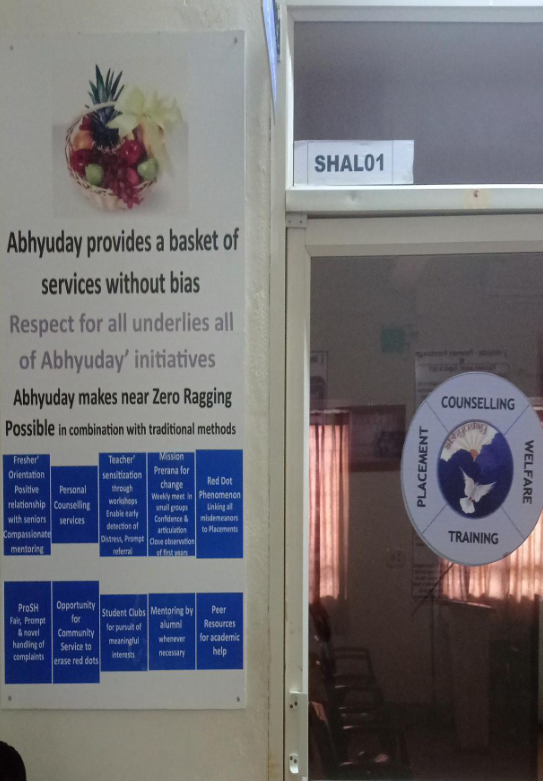 Abhyuday provides a basket of
services without bias
Respect for all underlies all
of Abhyuday' initiatives
Abhyuday makes near Zero Ragging
Possible in combination with traditional methods
Fresher'
Orientation
Positive
relationship
with seniors
Compassionate
mentoring
Personal
Counselling
services
Teacher'
sensitization
through
workshops
Enable early
detection of
Distress, Prompt
referral
Mission
Prerana for
change
Weekly meet in
small groups
Confidence &
articulation
Close observation
of first years
Red Dot
Phenomenon
Linking all
misdemeanors
to Placements
ProSH
Fair, Prompt
& novel
handling of
complaints
Opportunity
for
Community
Service to
erase red dots
Student Clubs
for pursuit of
meaningful
interests
Mentoring by
alumni
whenever
necessary
Peer
Resources
for academic
help
SHAL01
COUNSELLING
PLACEMENT
WELFARE
TRAINING